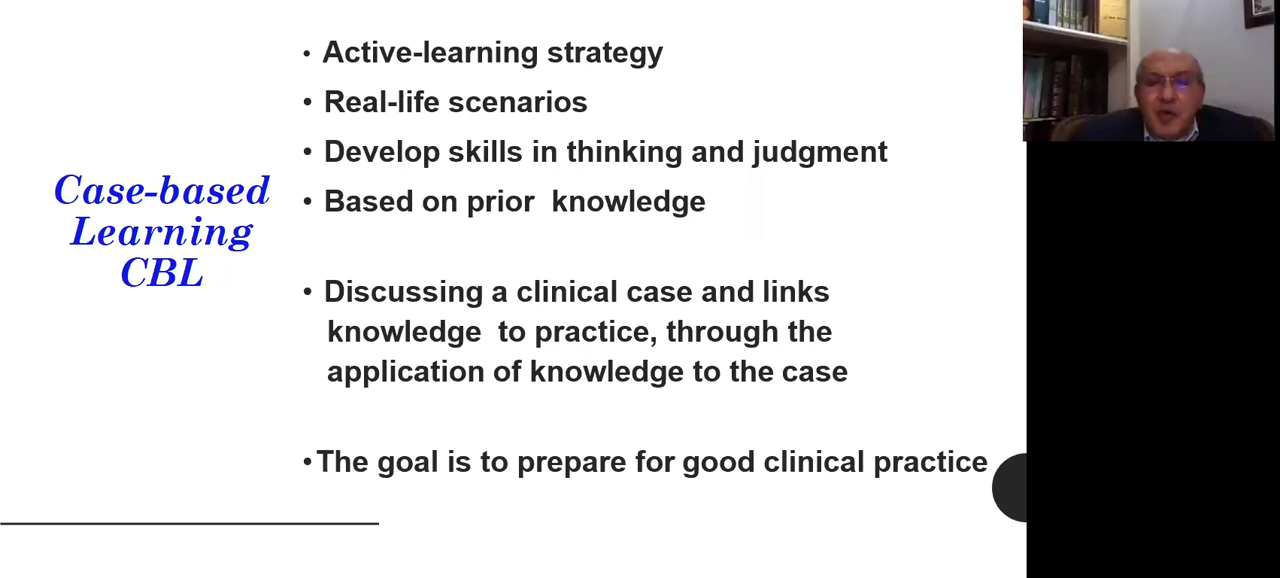 Case-based
Learning
CBL
• Active-learning strategy
• Real-life scenarios
• Develop skills in thinking and judgment
• Based on prior  knowledge
• Discussing a clinical case and links
knowledge  to practice, through the
application of knowledge to the case
• The goal is to prepare for good clinical practice